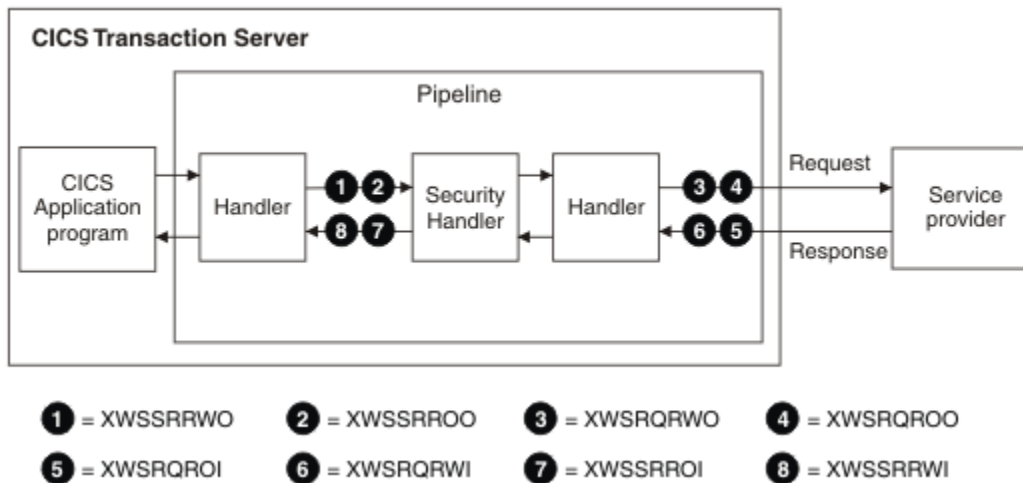 CICS Transaction Server
Pipeline
CICS
Application
program
Handler
1 2
8 7
Security
Handler
Handler
3 4
6 5
Request
Response
Service
provider
1 = XWSSRRWO 2 = XWSSRROO 3 = XWSRQRWO 4 = XWSRQROO
5 = XWSRQROI 6 = XWSRQRWI 7 = XWSSRROI 8 = XWSSRRWI